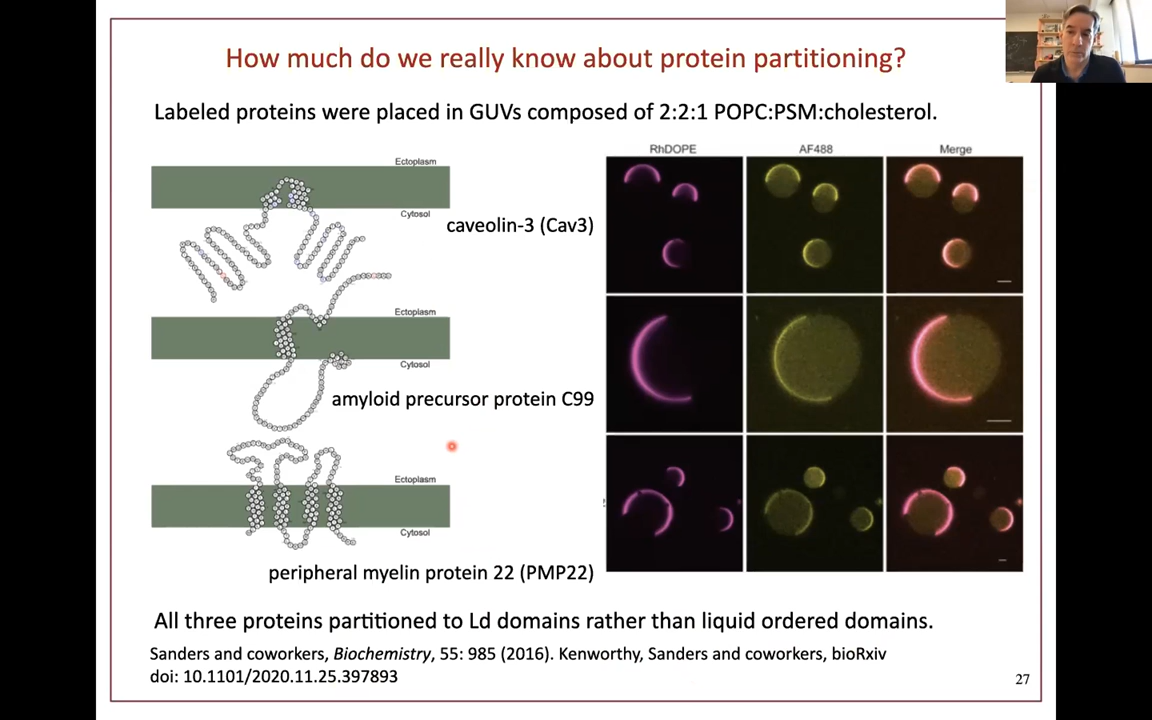 How much do we really know about protein partitioning?
Labeled proteins were placed in GUVs composed of 2:2:1 POPC:PSM:cholesterol.
Ectoplasm
Cytosol
caveolin-3 (Cav3)
Ectoplasm
Cytosol
amyloid precursor protein C99
Ectoplasm
Cytosol
peripheral myelin protein 22 (PMP22)
RhDOPE AF488 Merge
All three proteins partitioned to Ld domains rather than liquid ordered domains.
Sanders and coworkers, Biochemistry, 55: 985 (2016). Kenworthy, Sanders and coworkers, bioRxiv
doi: 10.1101/2020.11.25.397893
27